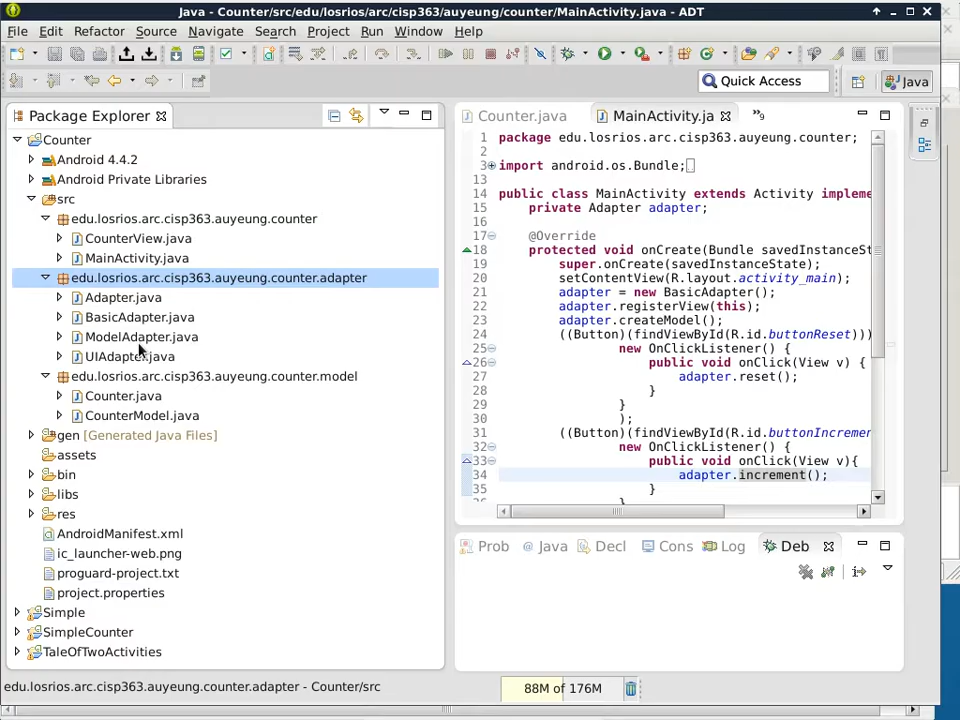 Java - Counter/src/edu/losrios/arc/cisp363/auyeung/counter/MainActivity.java - ADT
File Edit Refactor Source Navigate Search Project Run Window Help
Quick Access
Java
Package Explorer
Counter
Android 4.4.2
Android Private Libraries
src
edu.losrios.arc.cisp363.auyeung.counter
CounterView.java
MainActivity.java
edu.losrios.arc.cisp363.auyeung.counter.adapter
Adapter.java
BasicAdapter.java
ModelAdapter.java
UIAdapter.java
edu.losrios.arc.cisp363.auyeung.counter.model
Counter.java
CounterModel.java
gen [Generated Java Files]
assets
bin
libs
res
AndroidManifest.xml
ic_launcher-web.png
proguard-project.txt
project.properties
Simple
SimpleCounter
TaleOfTwoActivities
Counter.java MainActivity.ja »9
1 package edu.losrios.arc.cisp363.auyeung.counter;
2
3 import android.os.Bundle;
13
14 public class MainActivity extends Activity impleme
15 private Adapter adapter;
16
17 @Override
18 protected void onCreate(Bundle savedInstanceSt
19 super.onCreate(savedInstanceState);
20 setContentView(R.layout.activity_main);
21 adapter = new BasicAdapter();
22 adapter.registerView(this);
23 adapter.createModel();
24 ((Button)(findViewById(R.id.buttonReset)))
25 new OnClickListener() {
26 public void onClick(View v) {
27 adapter.reset();
28 }
29 }
30 );
31 ((Button)(findViewById(R.id.buttonIncremen
32 new OnClickListener() {
33 public void onClick(View v){
34 adapter.increment();
35 }
Prob Java Decl Cons Log Deb
edu.losrios.arc.cisp363.auyeung.counter.adapter - Counter/src
88M of 176M